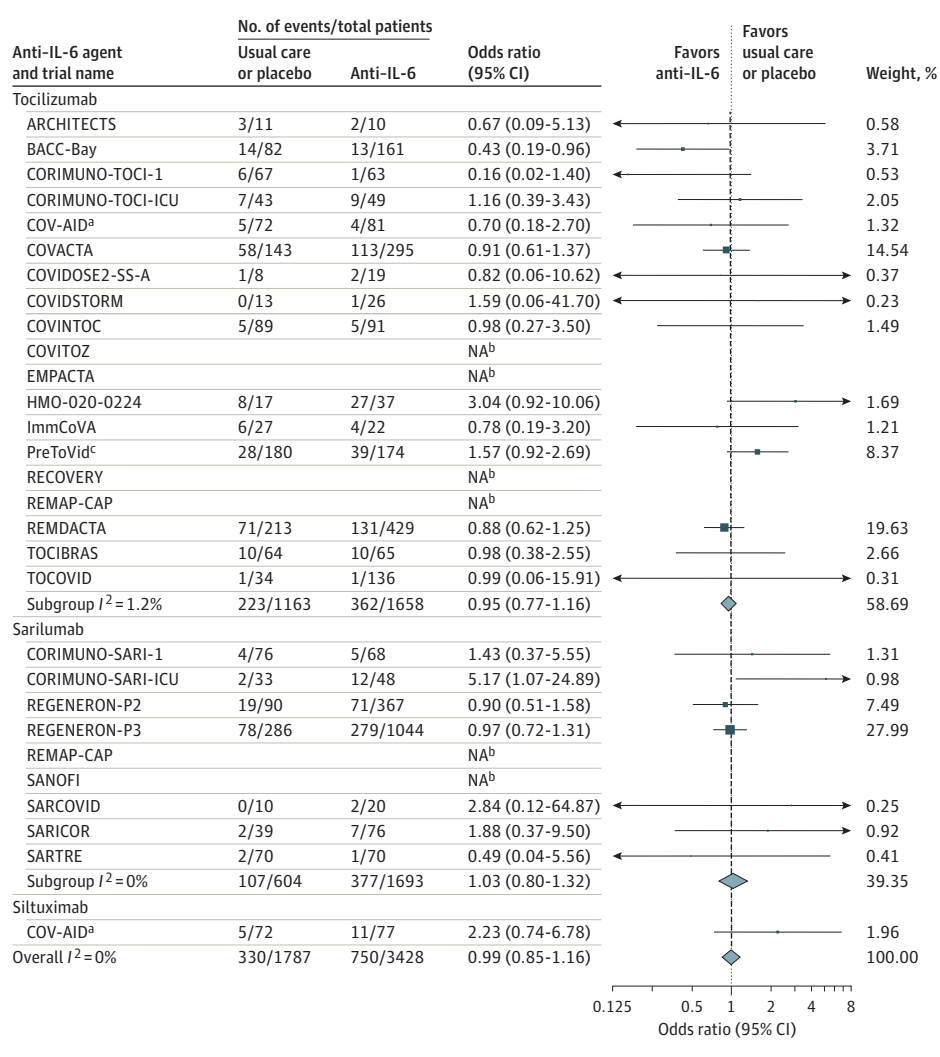 No. of events/total patients
Anti-IL-6 agent and trial name Usual care or placebo Anti-IL-6 Odds ratio (95% CI) Favors anti-IL-6 Favors usual care or placebo Weight, %
Tocilizumab
ARCHITECTS 3/11 2/10 0.67 (0.09-5.13) 0.58
BACC-Bay 14/82 13/161 0.43 (0.19-0.96) 3.71
CORIMUNO-TOCI-1 6/67 1/63 0.16 (0.02-1.40) 0.53
CORIMUNO-TOCI-ICU 7/43 9/49 1.16 (0.39-3.43) 2.05
COV-AIDa 5/72 4/81 0.70 (0.18-2.70) 1.32
COVACTA 58/143 113/295 0.91 (0.61-1.37) 14.54
COVIDOSE2-SS-A 1/8 2/19 0.82 (0.06-10.62) 0.37
COVIDSTORM 0/13 1/26 1.59 (0.06-41.70) 0.23
COVINTOC 5/89 5/91 0.98 (0.27-3.50) 1.49
COVITOZ NAb
EMPACTA NAb
HMO-020-0224 8/17 27/37 3.04 (0.92-10.06) 1.69
ImmCoVA 6/27 4/22 0.78 (0.19-3.20) 1.21
PreToVidc 28/180 39/174 1.57 (0.92-2.69) 8.37
RECOVERY NAb
REMAP-CAP NAb
REMDACTA 71/213 131/429 0.88 (0.62-1.25) 19.63
TOCIBRAS 10/64 10/65 0.98 (0.38-2.55) 2.66
TOCOVID 1/34 1/136 0.99 (0.06-15.91) 0.31
Subgroup I2 = 1.2% 223/1163 362/1658 0.95 (0.77-1.16) 58.69
Sarilumab
CORIMUNO-SARI-1 4/76 5/68 1.43 (0.37-5.55) 1.31
CORIMUNO-SARI-ICU 2/33 12/48 5.17 (1.07-24.89) 0.98
REGENERON-P2 19/90 71/367 0.90 (0.51-1.58) 7.49
REGENERON-P3 78/286 279/1044 0.97 (0.72-1.31) 27.99
REMAP-CAP NAb
SANOFI NAb
SARCOVID 0/10 2/20 2.84 (0.12-64.87) 0.25
SARICOR 2/39 7/76 1.88 (0.37-9.50) 0.92
SARTRE 2/70 1/70 0.49 (0.04-5.56) 0.41
Subgroup I2 = 0% 107/604 377/1693 1.03 (0.80-1.32) 39.35
Siltuximab
COV-AIDa 5/72 11/77 2.23 (0.74-6.78) 1.96
Overall I2 = 0% 330/1787 750/3428 0.99 (0.85-1.16) 100.00
0.125 0.5 1 2 4 8
Odds ratio (95% CI)